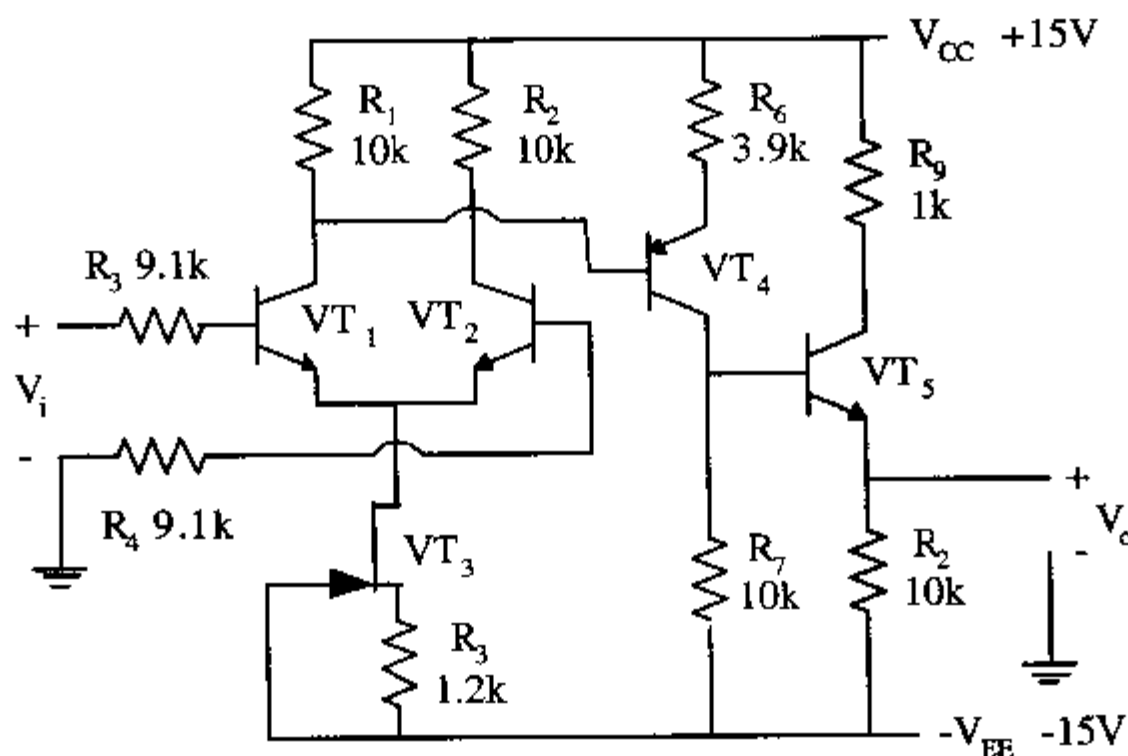 V_CC +15V
R_1 10k
R_2 10k
R_6 3.9k
R_9 1k
R_3 9.1k
VT_1
VT_2
VT_4
+
V_i
-
VT_5
R_4 9.1k
VT_3
R_7 10k
R_2 10k
+
V_o
-
R_3 1.2k
-V_EE -15V